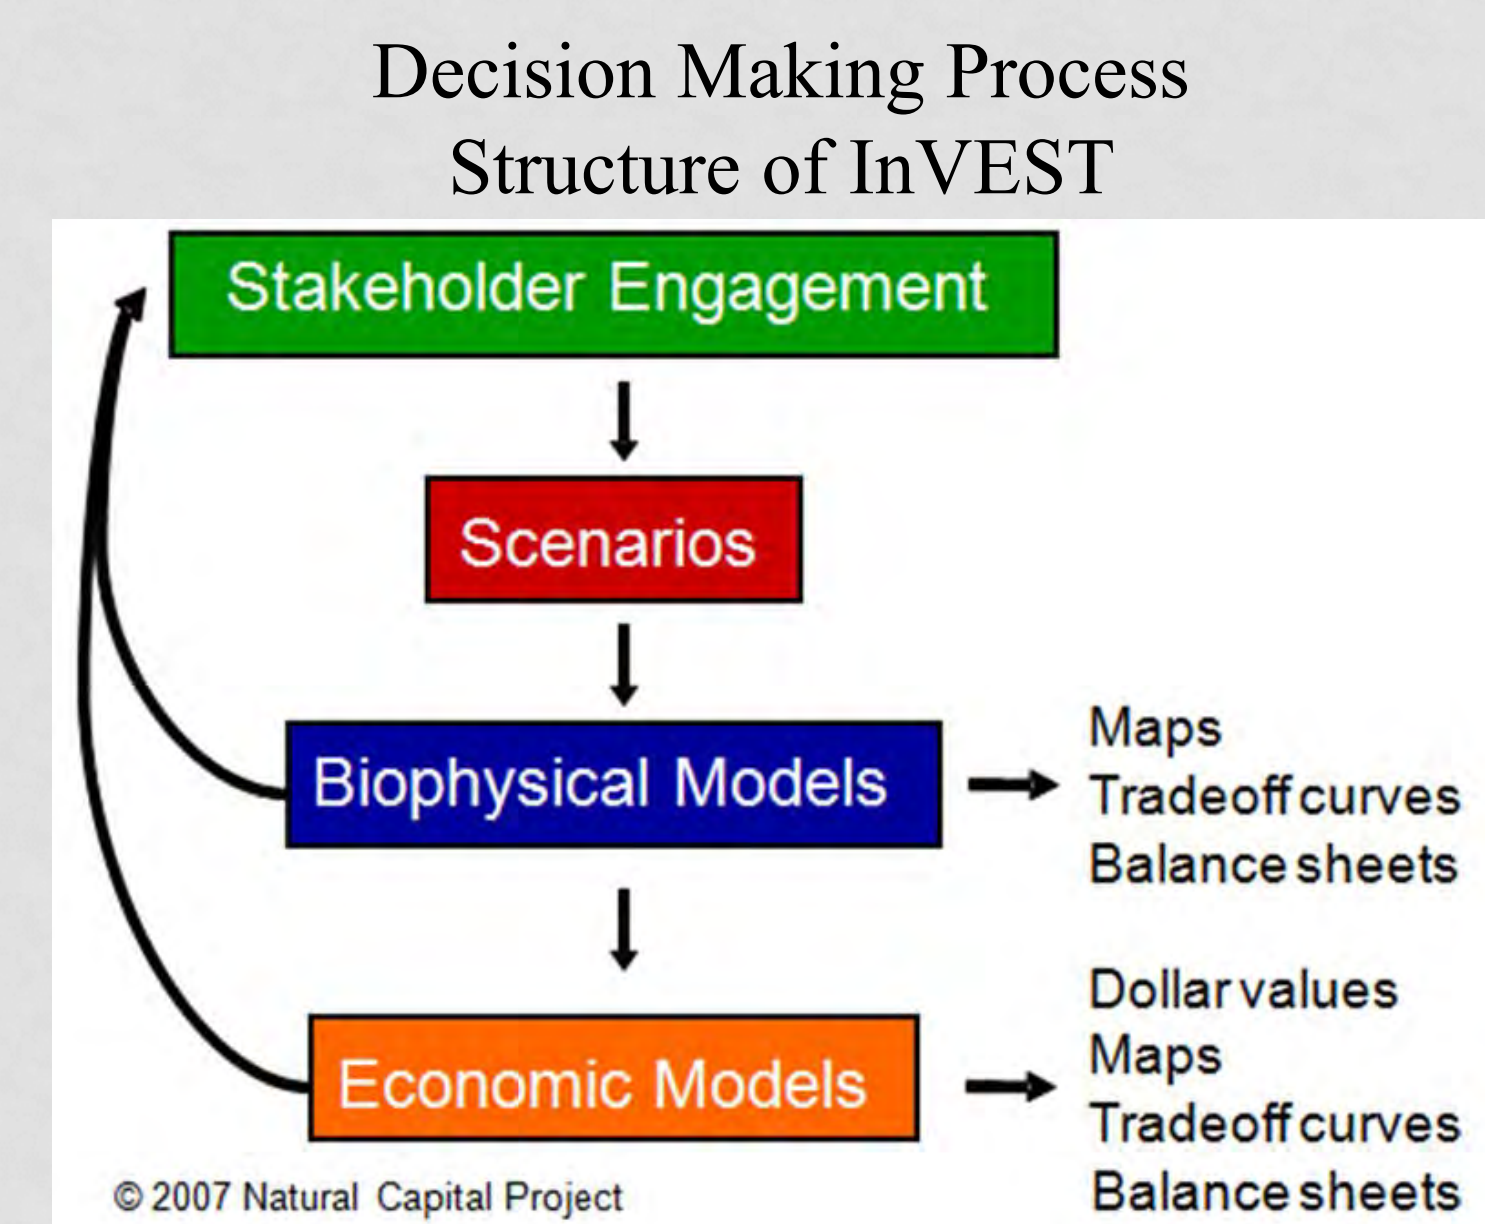 Decision Making Process
Structure of InVEST
Stakeholder Engagement
Scenarios
Biophysical Models
Maps
Tradeoff curves
Balance sheets
Economic Models
Dollar values
Maps
Tradeoff curves
Balance sheets
© 2007 Natural Capital Project